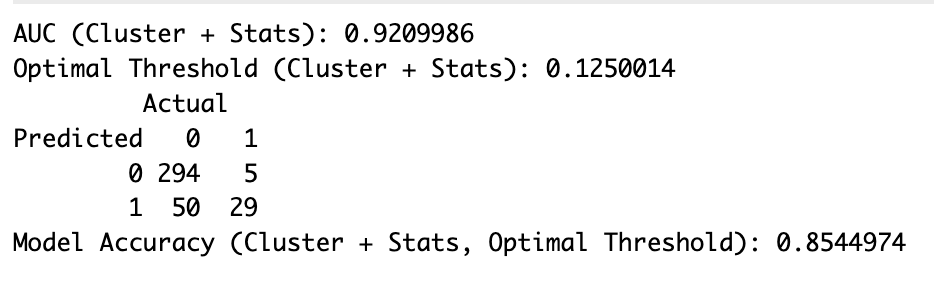 AUC (Cluster + Stats): 0.9209986
Optimal Threshold (Cluster + Stats): 0.1250014
         Actual
Predicted   0   1
        0 294   5
        1  50  29
Model Accuracy (Cluster + Stats, Optimal Threshold): 0.8544974